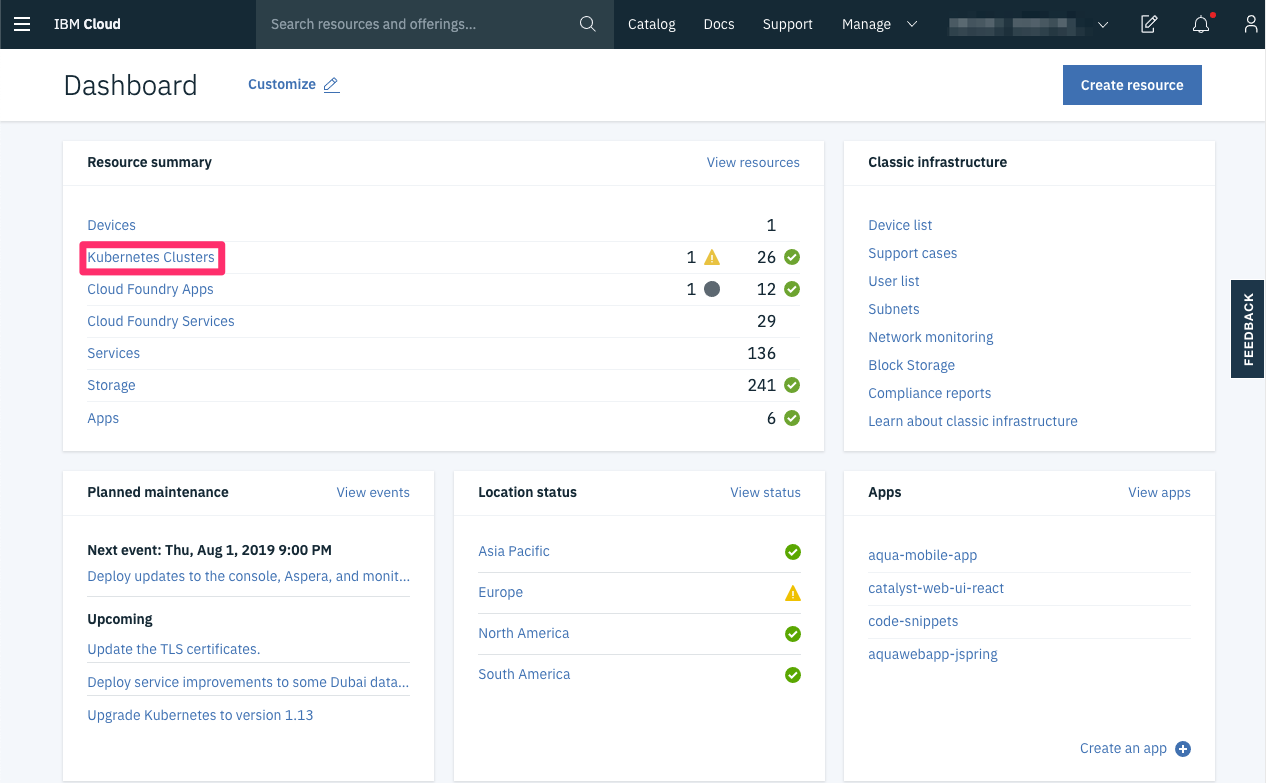 IBM Cloud
Search resources and offerings...
Catalog
Docs
Support
Manage
Dashboard
Customize
Create resource
Resource summary
View resources
Devices 1
Kubernetes Clusters 1 26
Cloud Foundry Apps 1 12
Cloud Foundry Services 29
Services 136
Storage 241
Apps 6
Classic infrastructure
Device list
Support cases
User list
Subnets
Network monitoring
Block Storage
Compliance reports
Learn about classic infrastructure
FEEDBACK
Planned maintenance
View events
Next event: Thu, Aug 1, 2019 9:00 PM
Deploy updates to the console, Aspera, and monit...
Upcoming
Update the TLS certificates.
Deploy service improvements to some Dubai data...
Upgrade Kubernetes to version 1.13
Location status
View status
Asia Pacific
Europe
North America
South America
Apps
View apps
aqua-mobile-app
catalyst-web-ui-react
code-snippets
aquawebapp-jspring
Create an app